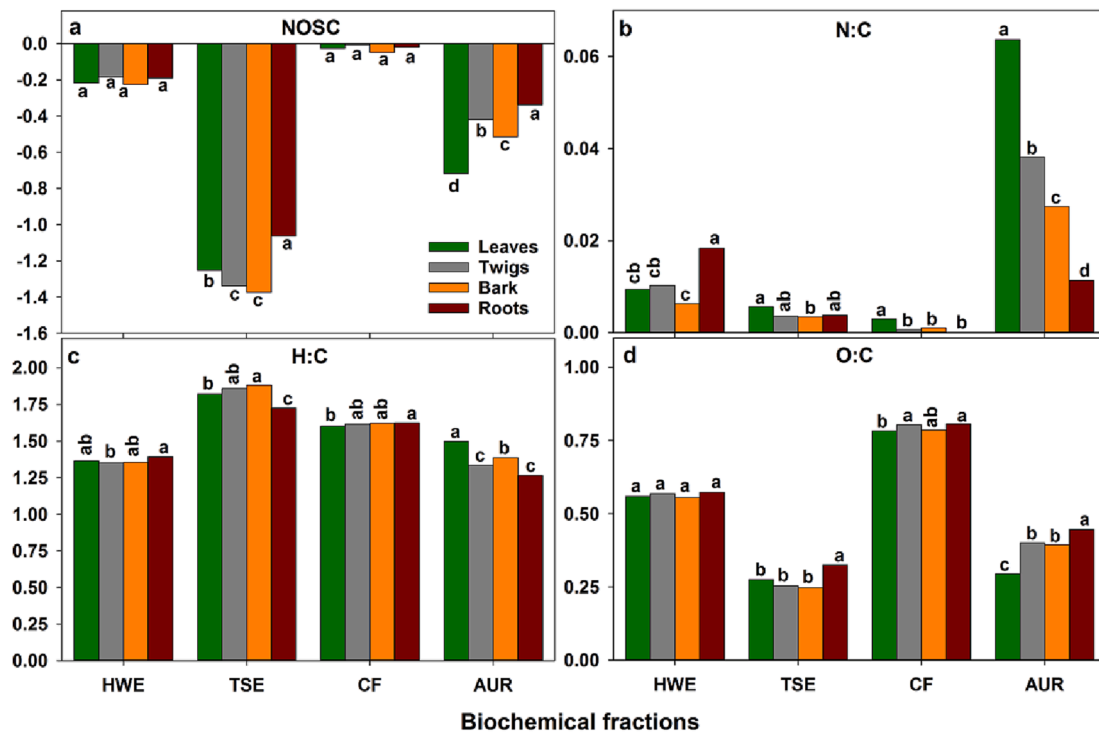 a NOSC
0.0
-0.2
-0.4
-0.6
-0.8
-1.0
-1.2
-1.4
-1.6
a a a a
b c c a
a a a a
d b c a
Leaves
Twigs
Bark
Roots
b N:C
0.06
0.04
0.02
0.00
cb cb c a
a ab b ab
a b b b
a b c d
c H:C
2.00
1.75
1.50
1.25
1.00
0.75
0.50
0.25
0.00
ab b ab a
b ab a c
b ab ab a
a c b c
HWE TSE CF AUR
d O:C
1.00
0.75
0.50
0.25
0.00
a a a a
b b b a
b a ab a
c b b a
HWE TSE CF AUR
Biochemical fractions